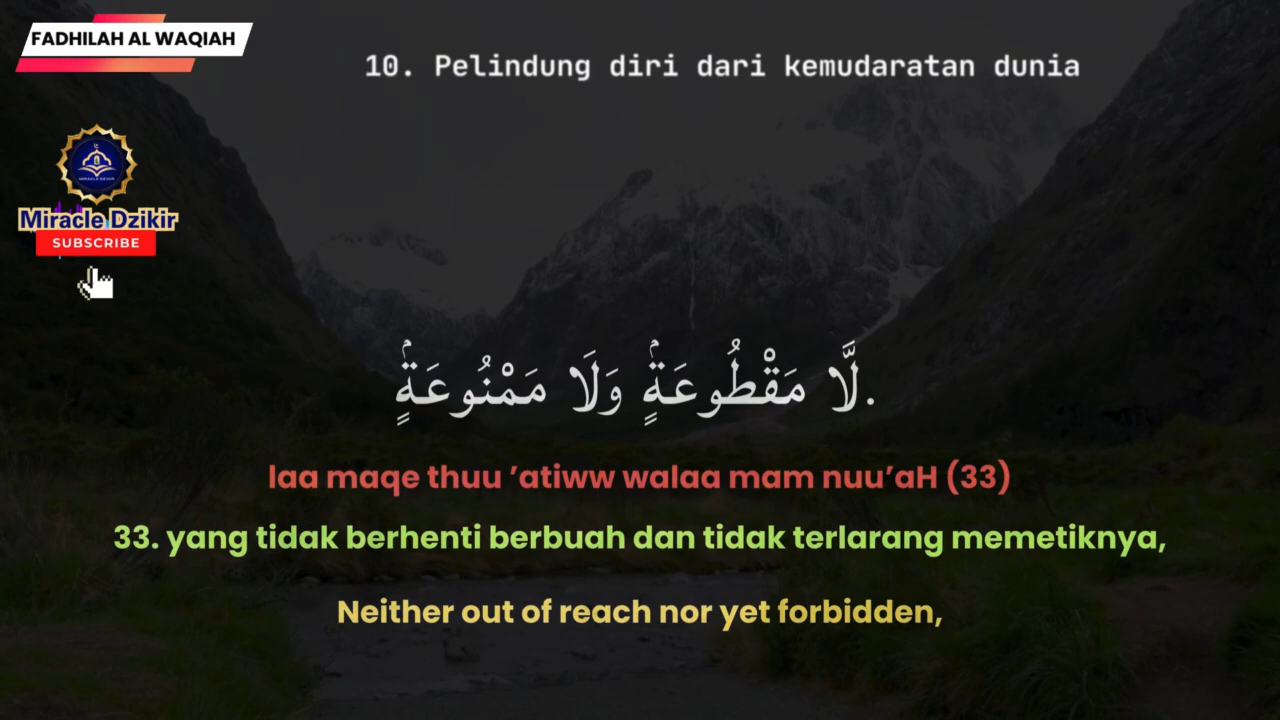 FADHILAH AL WAQIAH
10. Pelindung diri dari kemudaratan dunia
Miracle Dzikir
SUBSCRIBE
لَّا مَقْطُوعَةٍۢ وَلَا مَمْنُوعَةٍۢ.
laa maqe thuu ’atiww walaa mam nuu’aH (33)
33. yang tidak berhenti berbuah dan tidak terlarang memetiknya,
Neither out of reach nor yet forbidden,